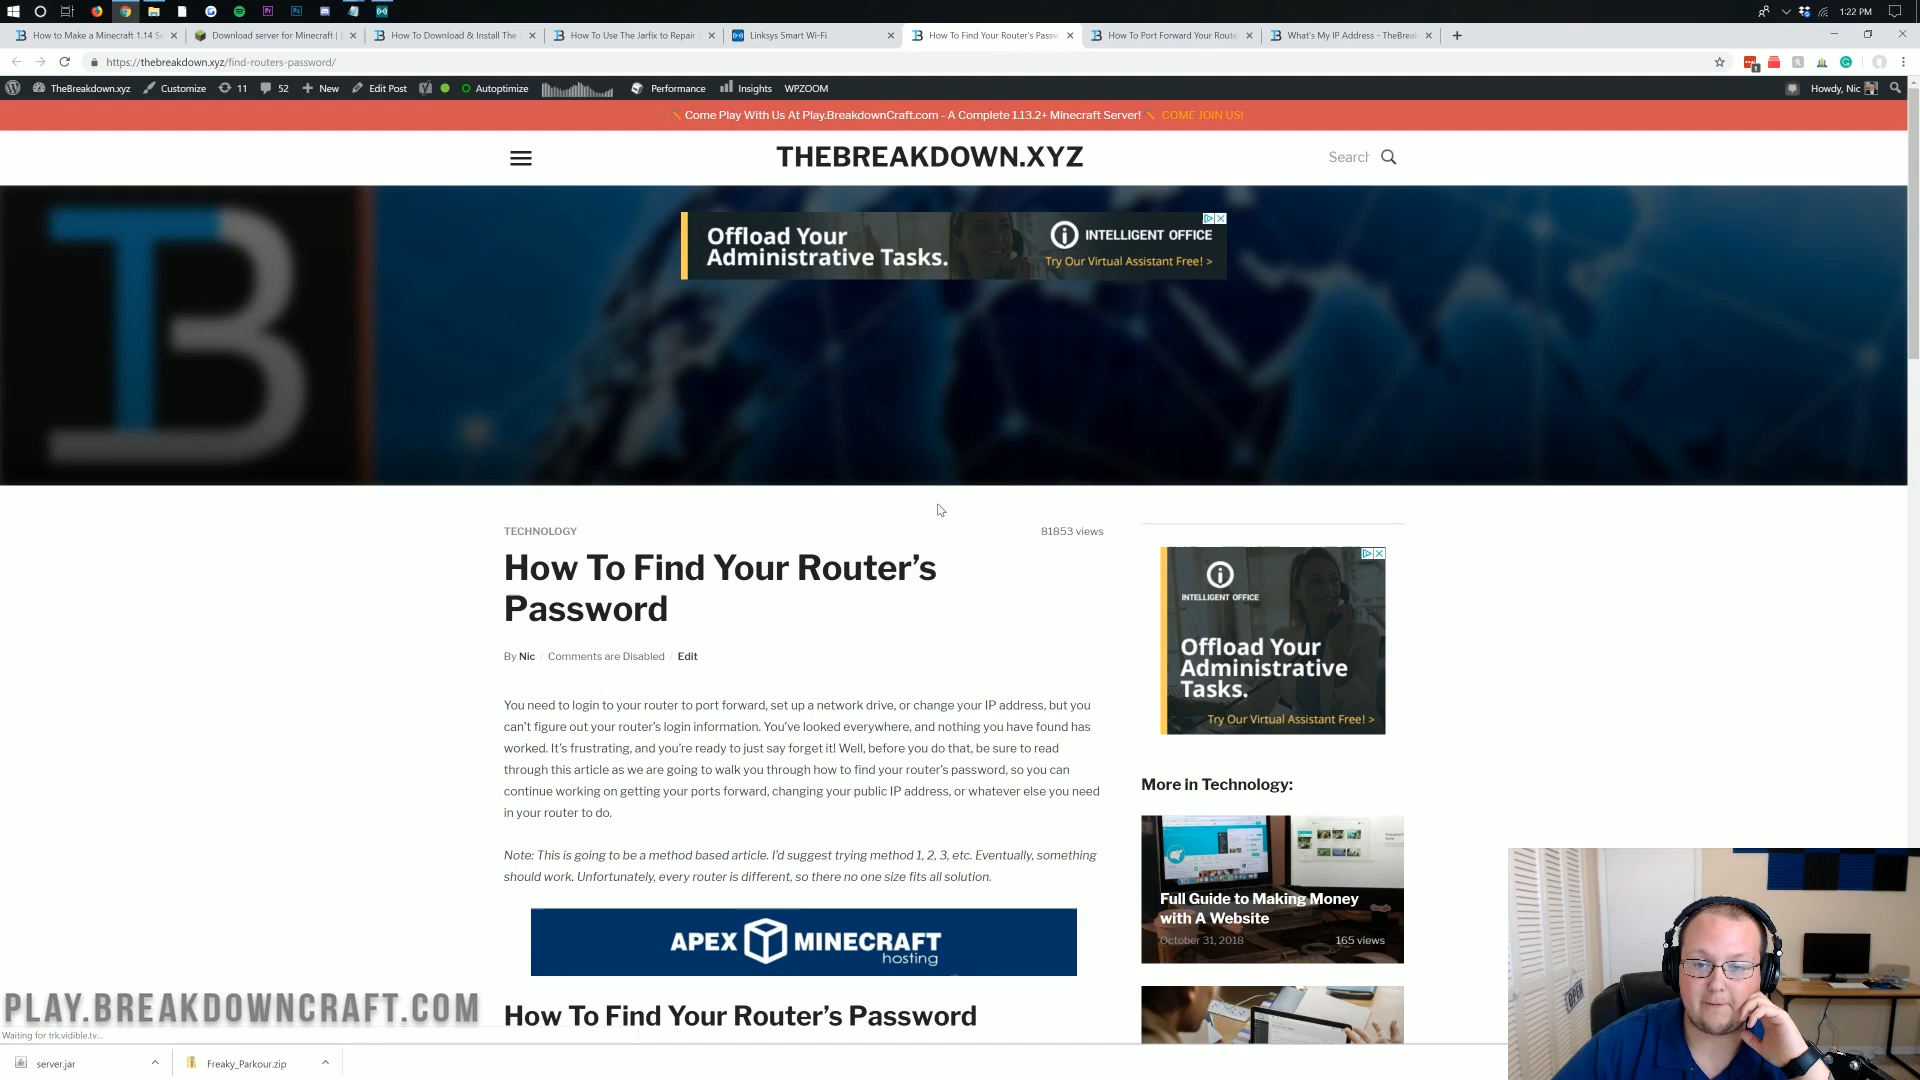 1:22 PM
How to Make a Minecraft 1.14 Se
Download server for Minecraft |
How To Download & Install The
How To Use The Jarfix to Repair
Linksys Smart Wi-Fi
How To Find Your Router's Passw
How To Port Forward Your Route
What's My IP Address - TheBreak
https://thebreakdown.xyz/find-routers-password/
TheBreakdown.xyz
Customize
11
52
New
Edit Post
Autoptimize
Performance
Insights
WPZOOM
Howdy, Nic
Come Play With Us At Play.BreakdownCraft.com - A Complete 1.13.2+ Minecraft Server! COME JOIN US!
THEBREAKDOWN.XYZ
Search
TB
Offload Your
Administrative Tasks.
INTELLIGENT OFFICE
Try Our Virtual Assistant Free! >
TECHNOLOGY
81853 views
How To Find Your Router's
Password
By Nic / Comments are Disabled / Edit
You need to login to your router to port forward, set up a network drive, or change your IP address, but you
can't figure out your router's login information. You've looked everywhere, and nothing you have found has
worked. It's frustrating, and you're ready to just say forget it! Well, before you do that, be sure to read
through this article as we are going to walk you through how to find your router's password, so you can
continue working on getting your ports forward, changing your public IP address, or whatever else you need
in your router to do.
Note: This is going to be a method based article. I'd suggest trying method 1, 2, 3, etc. Eventually, something
should work. Unfortunately, every router is different, so there no one size fits all solution.
APEX MINECRAFT
hosting
How To Find Your Router's Password
INTELLIGENT OFFICE
Offload Your
Administrative
Tasks.
Try Our Virtual Assistant Free! >
More in Technology:
Full Guide to Making Money
with A Website
October 31, 2018
165 views
OPEN
PLAY.BREAKDOWNCRAFT.COM
Waiting for trk.vidible.tv...
server.jar
Freaky_Parkour.zip